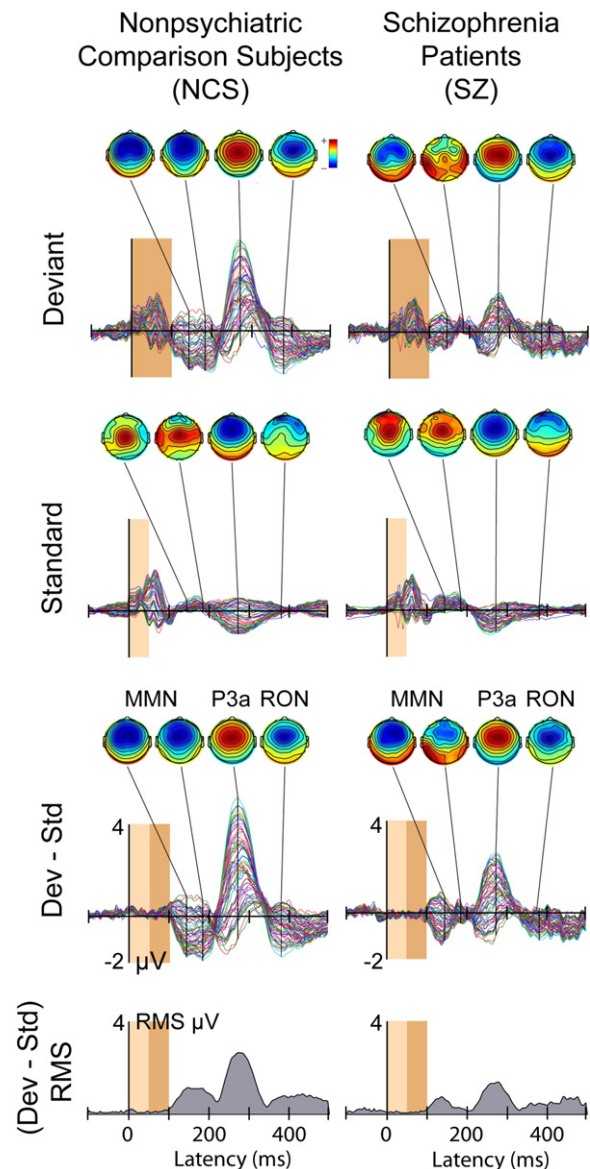 Nonpsychiatric
Comparison Subjects
(NCS)
Schizophrenia
Patients
(SZ)
+
−
Deviant
Standard
MMN P3a RON
MMN P3a RON
Dev - Std
4
-2 µV
4
-2
(Dev - Std)
RMS
4
RMS µV
4
0 200 400
Latency (ms)
0 200 400
Latency (ms)